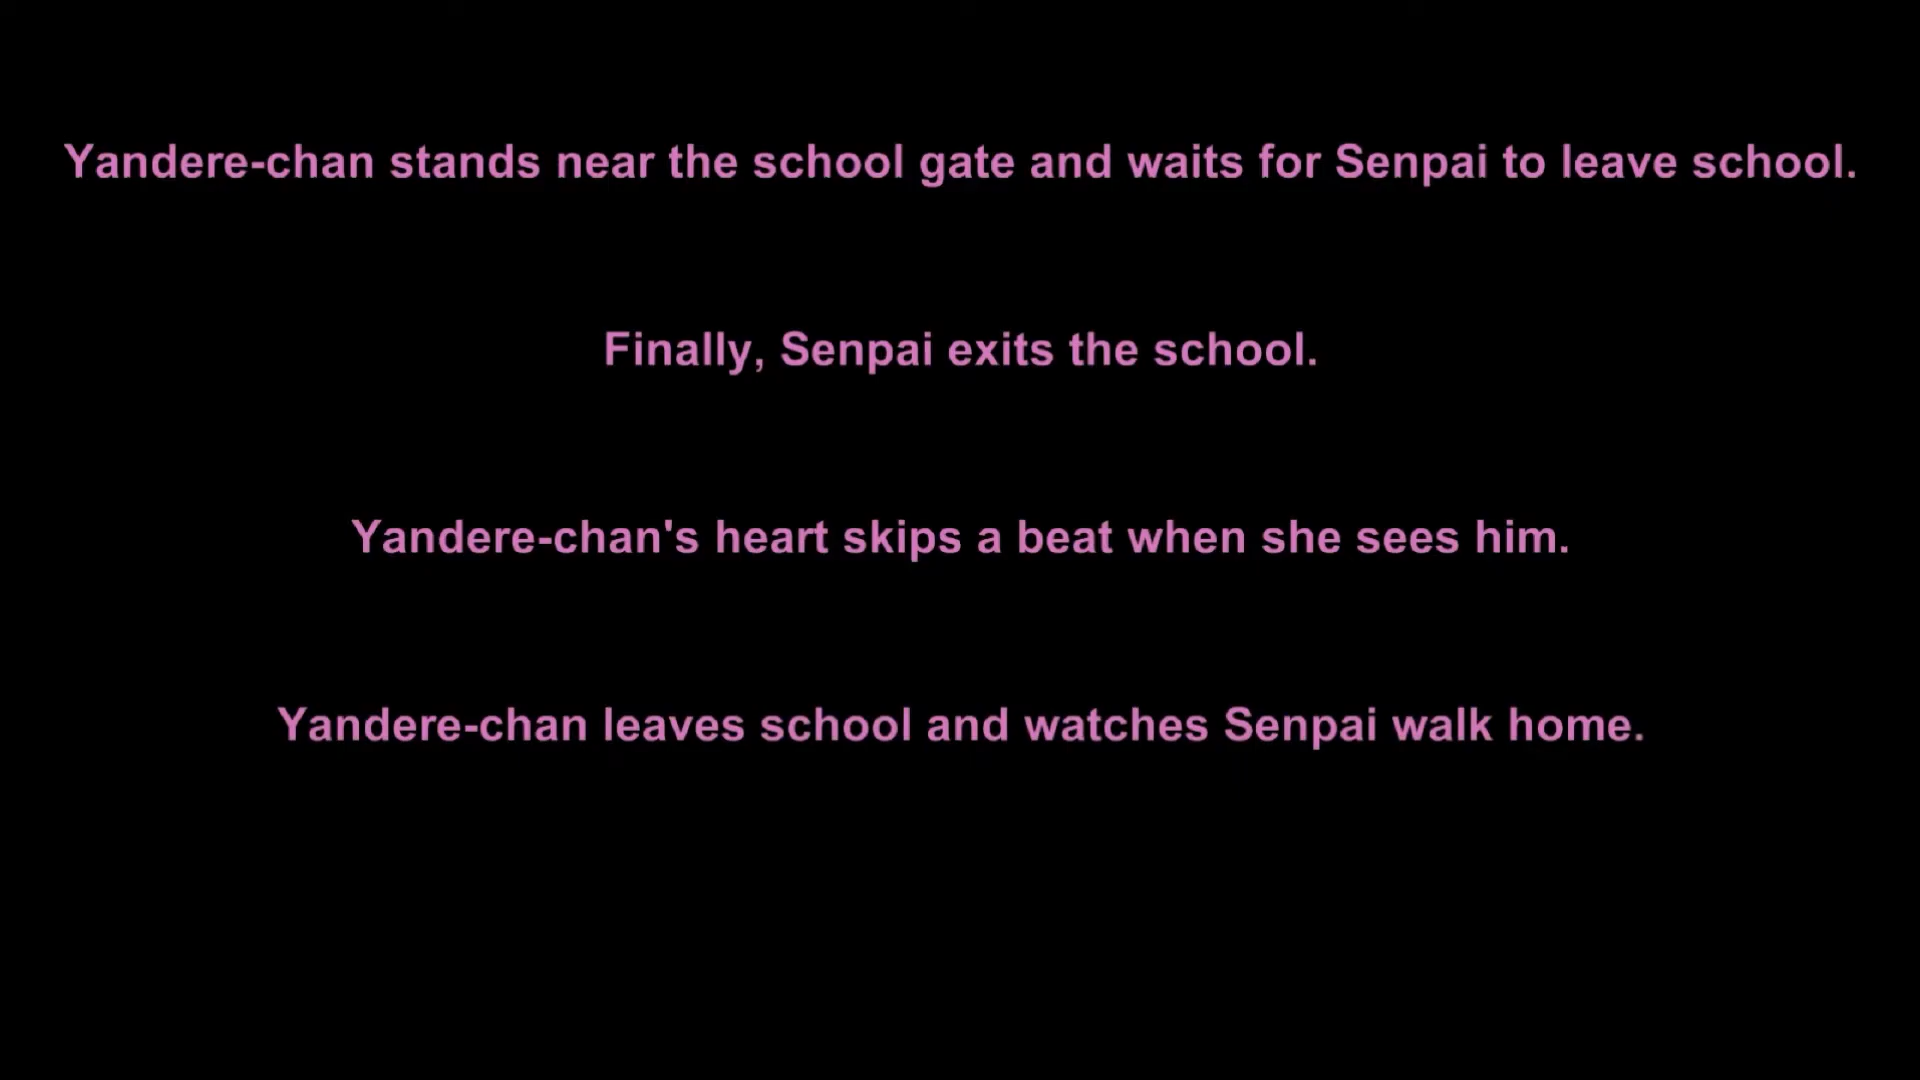 Yandere-chan stands near the school gate and waits for Senpai to leave school.
Finally, Senpai exits the school.
Yandere-chan's heart skips a beat when she sees him.
Yandere-chan leaves school and watches Senpai walk home.